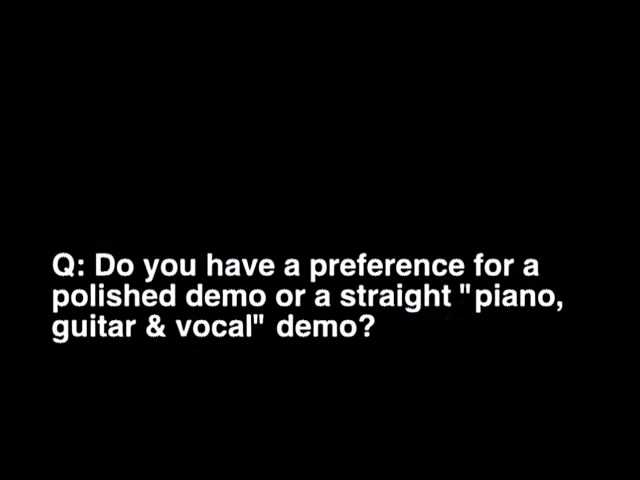 Q: Do you have a preference for a
polished demo or a straight "piano,
guitar & vocal" demo?